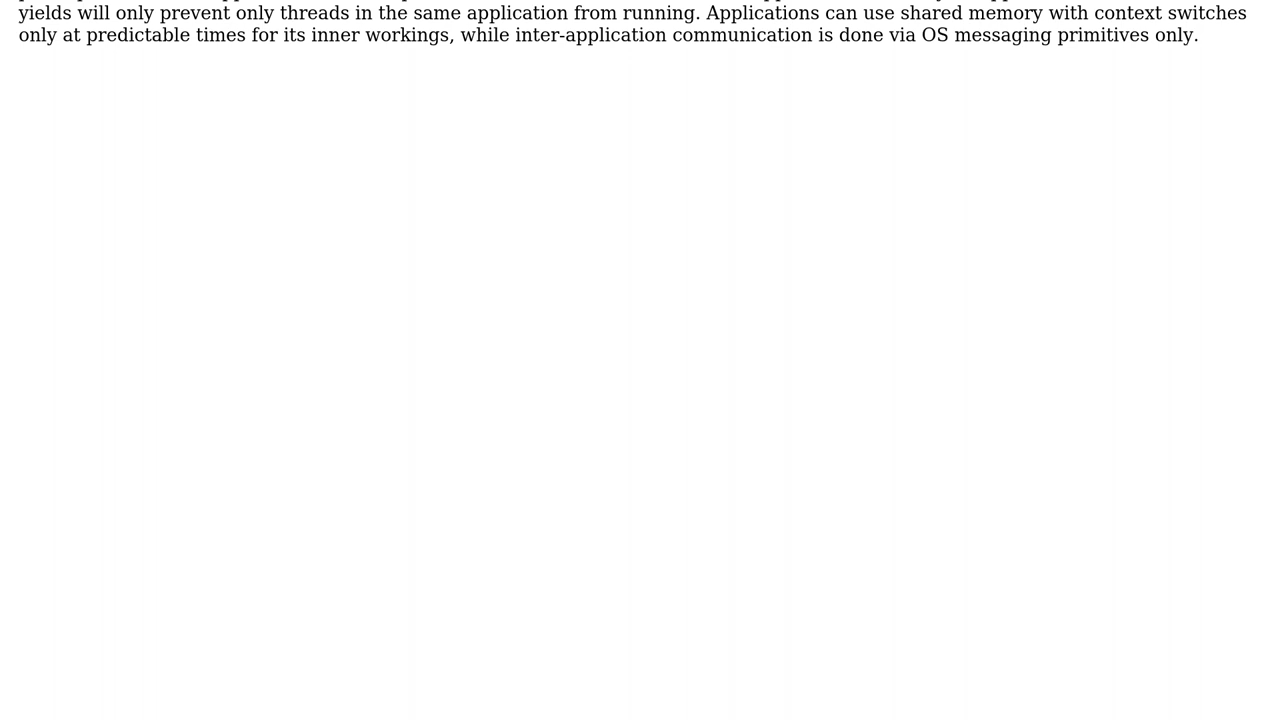 yields will only prevent only threads in the same application from running. Applications can use shared memory with context switches
only at predictable times for its inner workings, while inter-application communication is done via OS messaging primitives only.